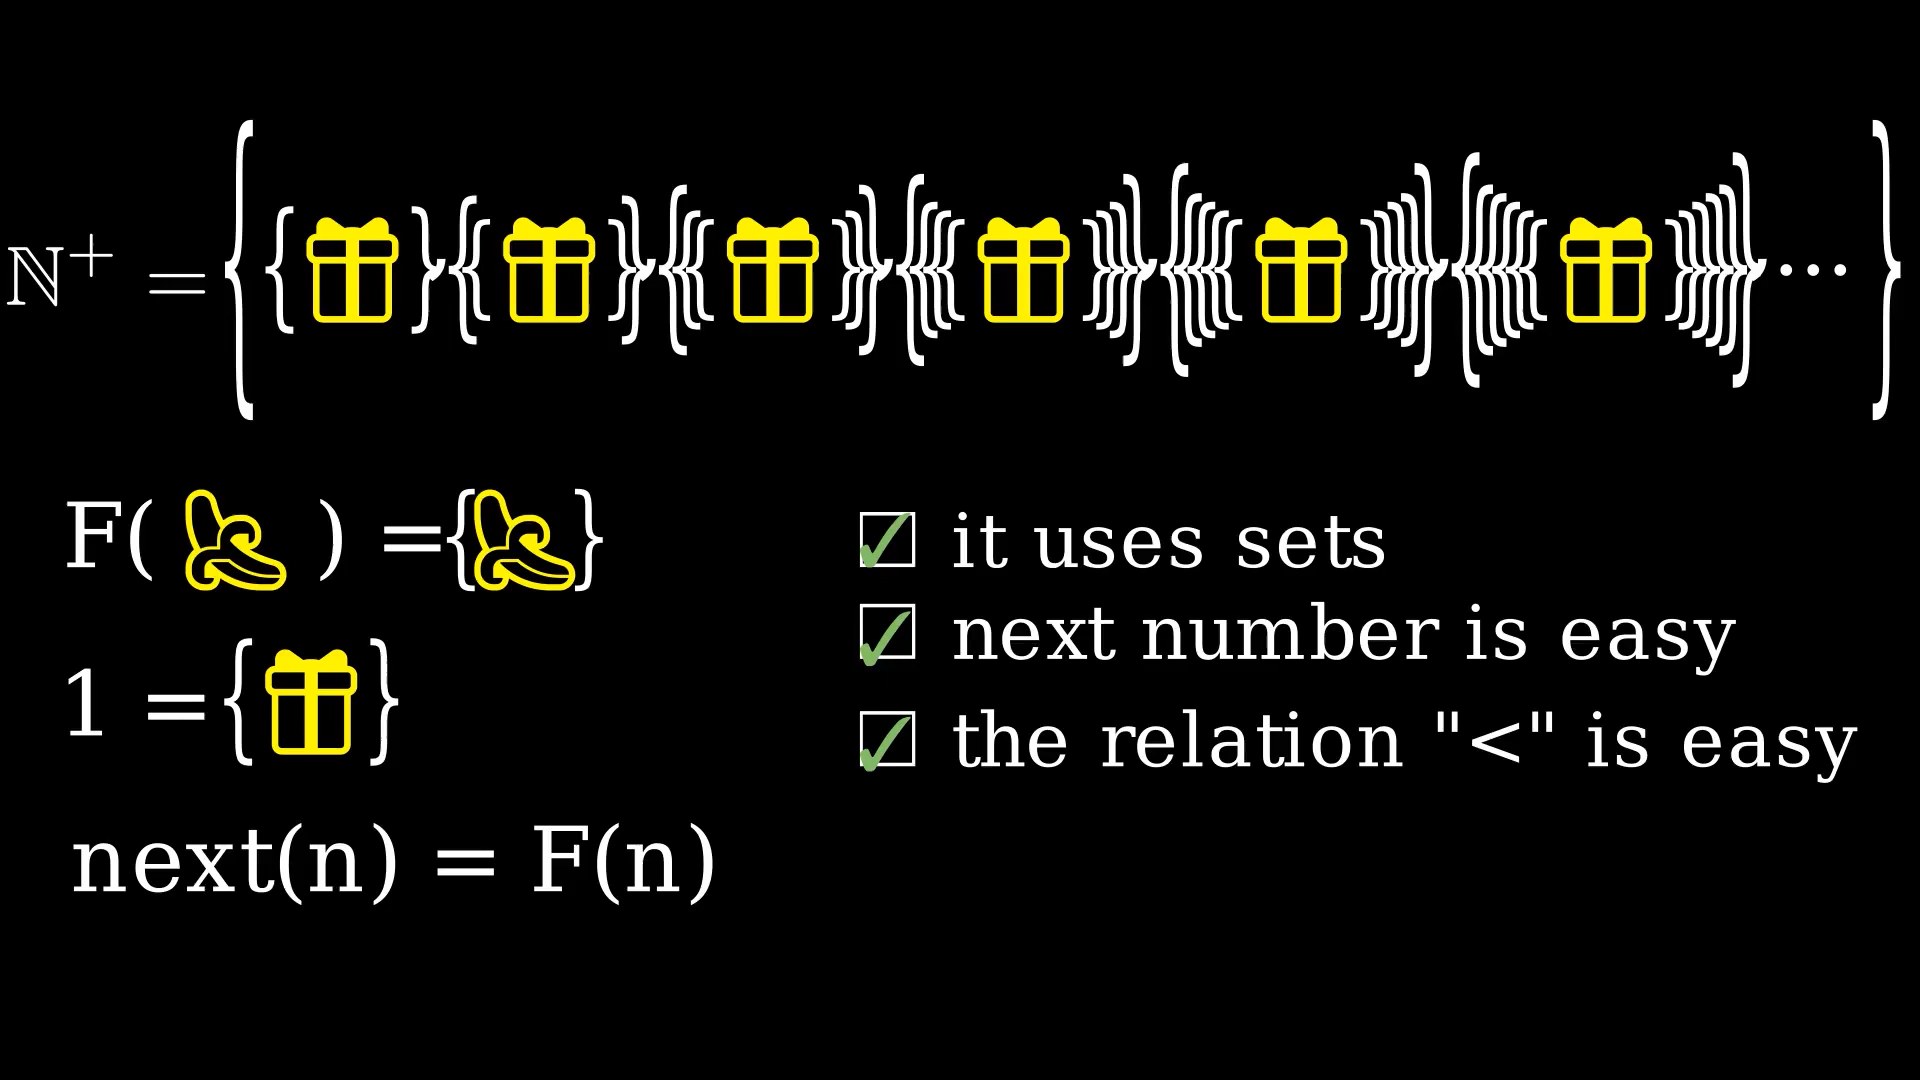 ℕ⁺ = { {🎁}, {{🎁}}, {{{🎁}}}, {{{{🎁}}}}, {{{{{🎁}}}}}, {{{{{{🎁}}}}}}, ⋯ }
F( 🍌 ) = {🍌}
☑ it uses sets
☑ next number is easy
1 = {🎁}
☑ the relation "<" is easy
next(n) = F(n)